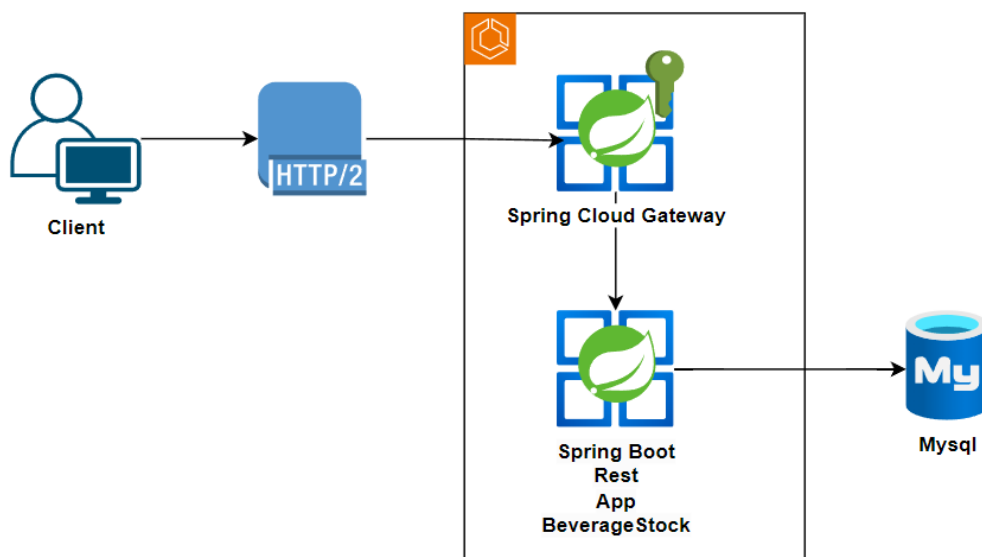 HTTP/2
Client
Spring Cloud Gateway
Spring Boot
Rest
App
BeverageStock
My
Mysql